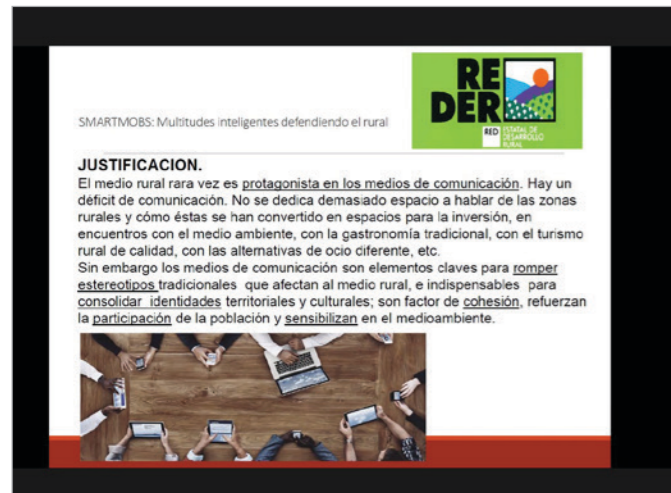 RE
DER
RED ESTATAL DE
DESARROLLO
RURAL
SMARTMOBS: Multitudes inteligentes defendiendo el rural
JUSTIFICACION.
El medio rural rara vez es protagonista en los medios de comunicación. Hay un
déficit de comunicación. No se dedica demasiado espacio a hablar de las zonas
rurales y cómo éstas se han convertido en espacios para la inversión, en
encuentros con el medio ambiente, con la gastronomía tradicional, con el turismo
rural de calidad, con las alternativas de ocio diferente, etc.
Sin embargo los medios de comunicación son elementos claves para romper
estereotipos tradicionales que afectan al medio rural, e indispensables para
consolidar identidades territoriales y culturales; son factor de cohesión, refuerzan
la participación de la población y sensibilizan en el medioambiente.